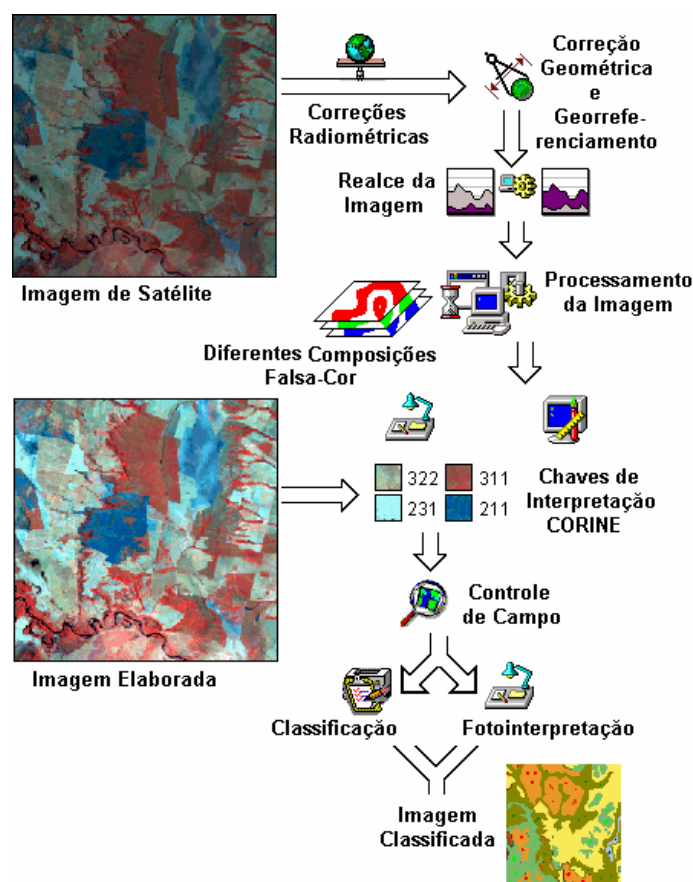 Correção
Geométrica
e
Georrefe-
renciamento
Correções
Radiométricas
Realce da
Imagem
Imagem de Satélite
Processamento
da Imagem
Diferentes Composições
Falsa-Cor
322 311
231 211
Chaves de
Interpretação
CORINE
Controle
de Campo
Imagem Elaborada
Classificação
Fotointerpretação
Imagem
Classificada